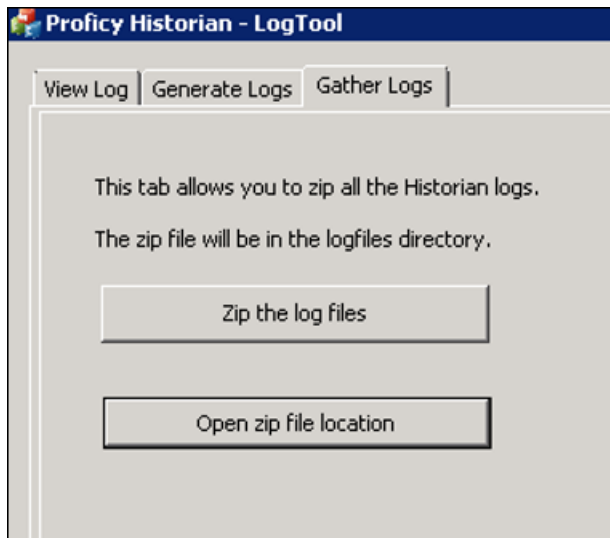 Proficy Historian - LogTool
View Log
Generate Logs
Gather Logs
This tab allows you to zip all the Historian logs.
The zip file will be in the logfiles directory.
Zip the log files
Open zip file location